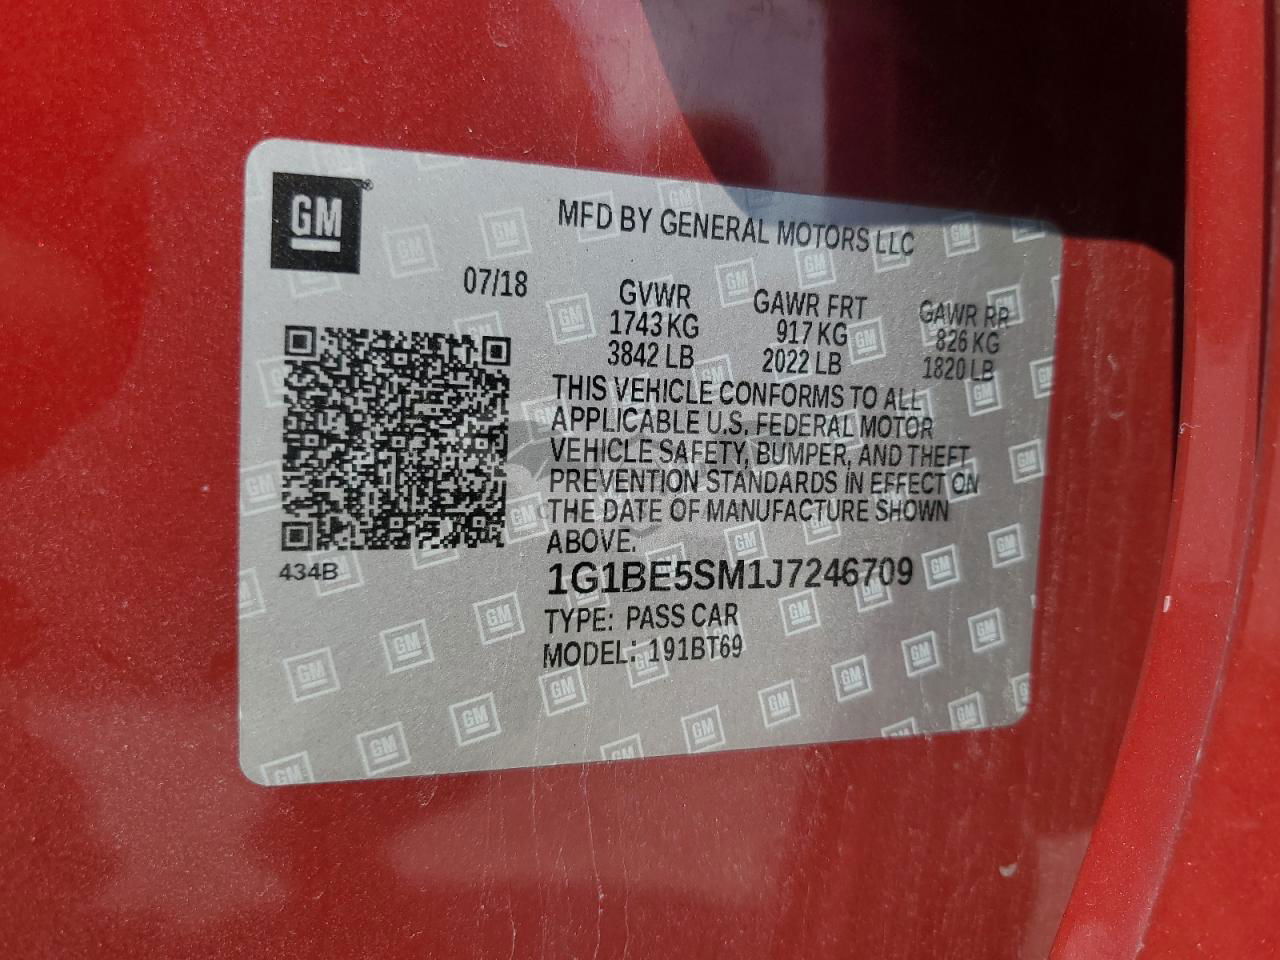 GM
MFD BY GENERAL MOTORS LLC
07/18
GVWR GAWR FRT GAWR RR
1743 KG 917 KG 826 KG
3842 LB 2022 LB 1820 LB
THIS VEHICLE CONFORMS TO ALL
APPLICABLE U.S. FEDERAL MOTOR
VEHICLE SAFETY, BUMPER, AND THEFT
PREVENTION STANDARDS IN EFFECT ON
THE DATE OF MANUFACTURE SHOWN
ABOVE.
434B
1G1BE5SM1J7246709
TYPE: PASS CAR
MODEL: 191BT69